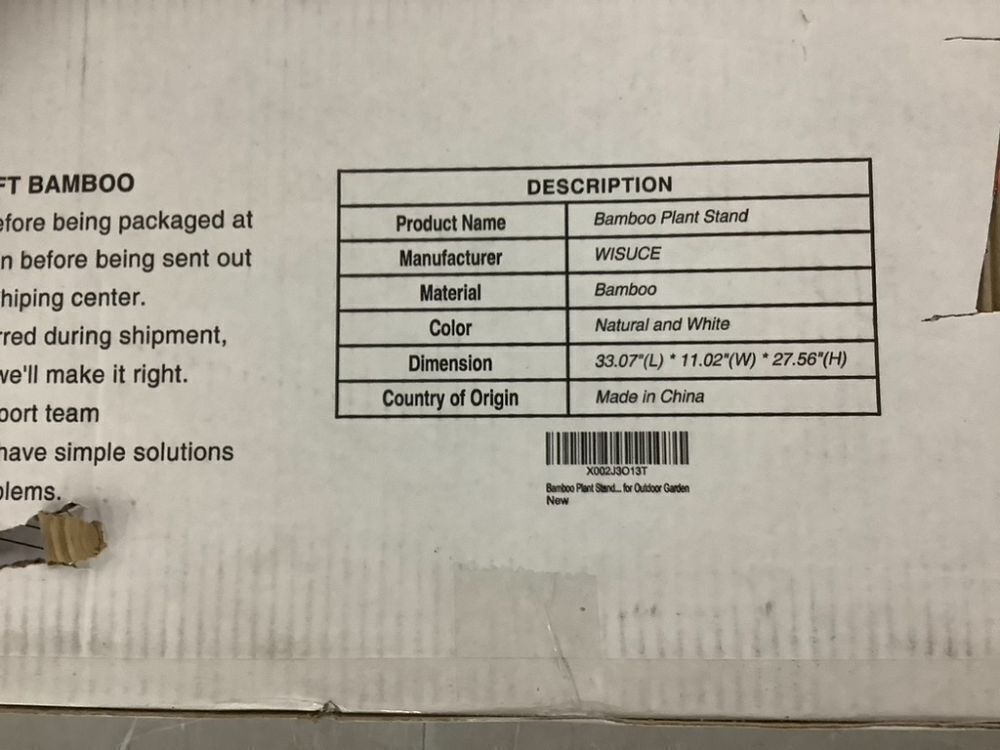 FT BAMBOO
efore being packaged at
n before being sent out
hiping center.
rred during shipment,
we'll make it right.
port team
have simple solutions
blems.
DESCRIPTION
Product Name Bamboo Plant Stand
Manufacturer WISUCE
Material Bamboo
Color Natural and White
Dimension 33.07"(L) * 11.02"(W) * 27.56"(H)
Country of Origin Made in China
X002J3O13T
Bamboo Plant Stand... for Outdoor Garden
New